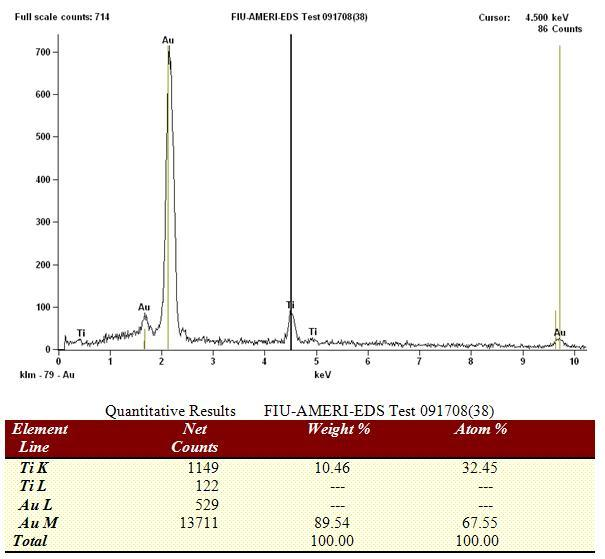 Full scale counts: 714 FIU-AMERI-EDS Test 091708(38) Cursor: 4.500 keV
86 Counts
Au
700
600
500
400
300
200
100
0
Ti
Au
Ti
Ti
Au
0 1 2 3 4 5 6 7 8 9 10
klm - 79 - Au keV
Quantitative Results FIU-AMERI-EDS Test 091708(38)
Element Net Weight % Atom %
Line Counts
Ti K 1149 10.46 32.45
Ti L 122 --- ---
Au L 529 --- ---
Au M 13711 89.54 67.55
Total 100.00 100.00